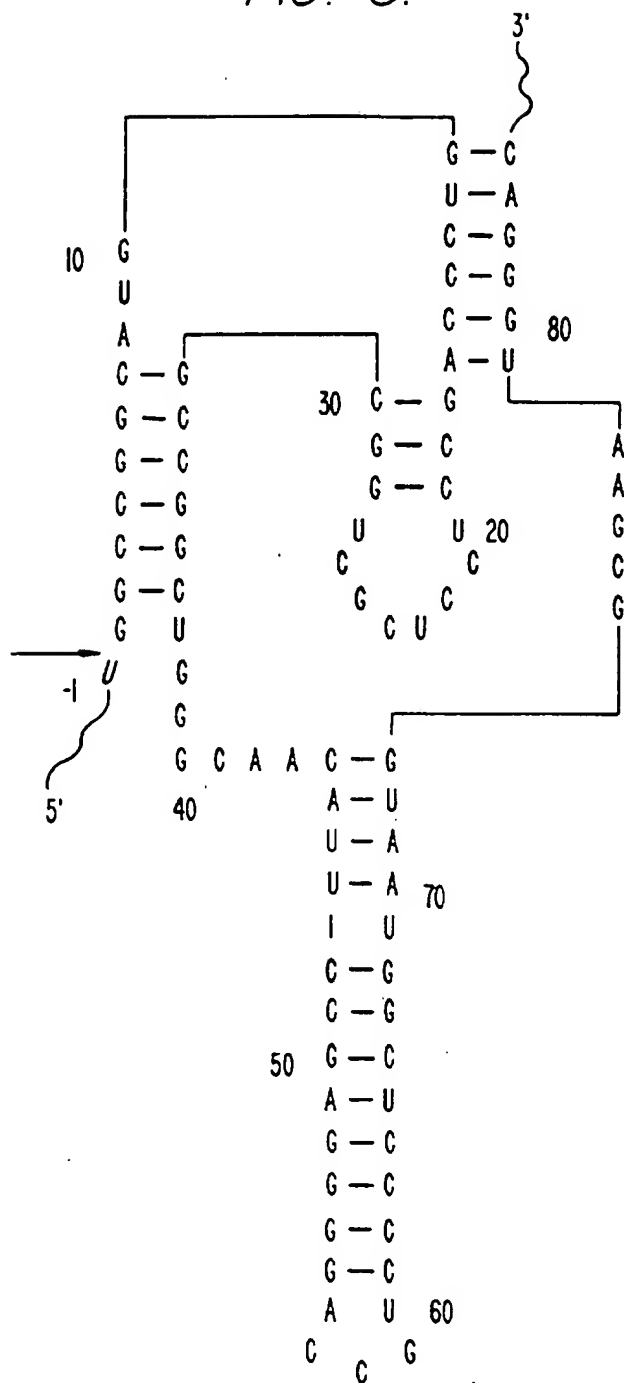 3'
G – C
U – A
C – G
10 G
C – G
U
C – G 80
A
A – U
C – G
30 C – G
G – C
G – C
A
G – C
A
G – C
C – G
G
U U 20
C – G
C C
C
G – C
G C
G
G U
C U
U
-1
G
G
5'
G C A A C – G
40
A – U
U – A
U – A
70
I U
C – G
C – G
50 G – C
A – U
G – C
G – C
G – C
G – C
A U 60
C G
C